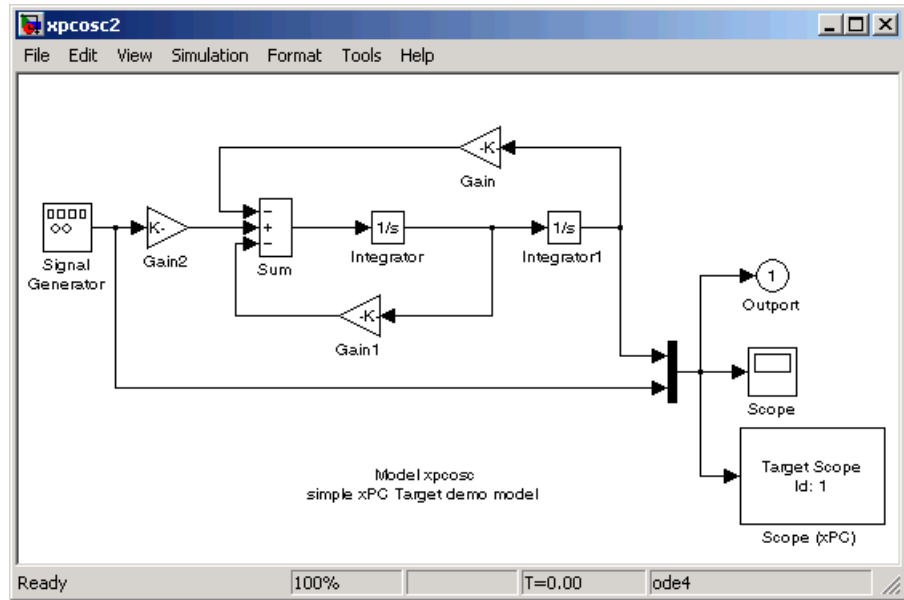 xpcosc2
File Edit View Simulation Format Tools Help
-K-
Gain
Signal
Generator
K-
Gain2
−
+
−
Sum
1/s
Integrator
1/s
Integrator1
-K-
Gain1
1
Outport
Scope
Target Scope
Id: 1
Scope (xPC)
Model xpcosc
simple xPC Target demo model
Ready 100% T=0.00 ode4